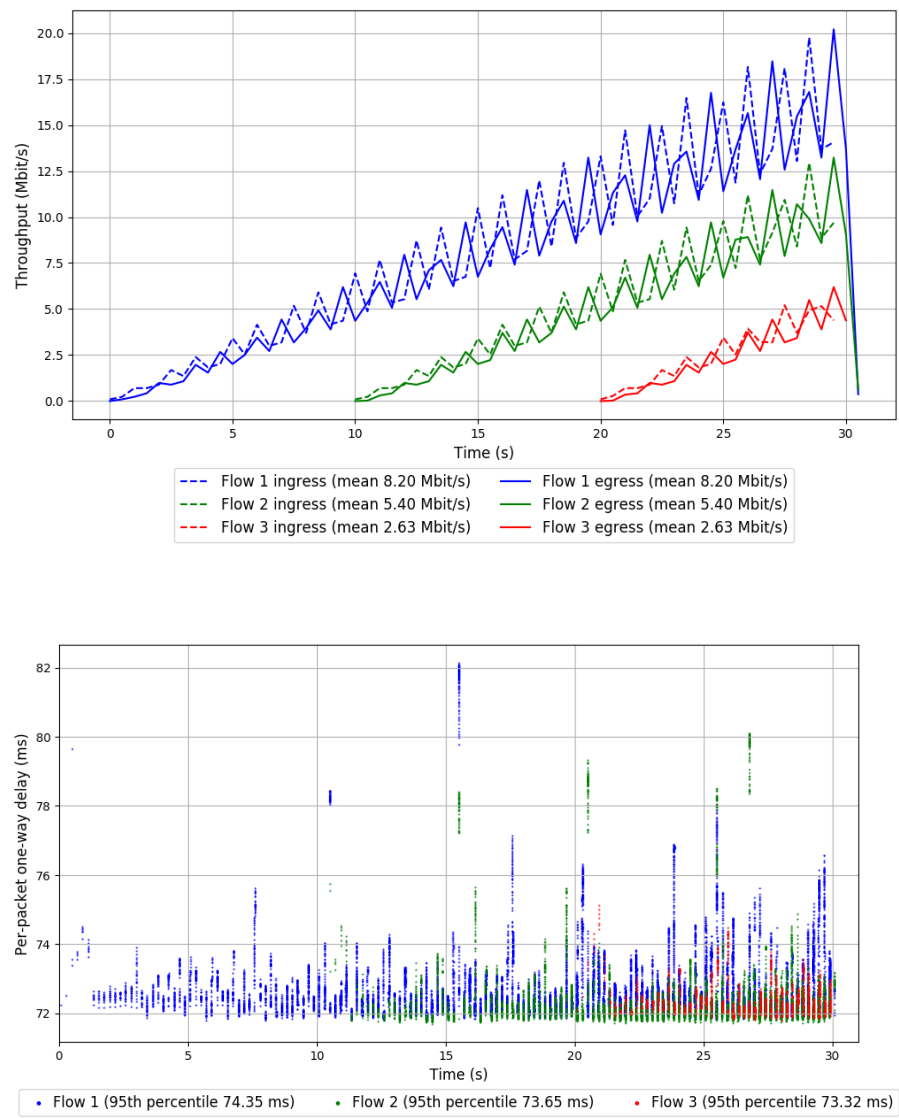 20.0
17.5
15.0
12.5
10.0
7.5
5.0
2.5
0.0
Throughput (Mbit/s)
0 5 10 15 20 25 30
Time (s)
Flow 1 ingress (mean 8.20 Mbit/s) Flow 1 egress (mean 8.20 Mbit/s)
Flow 2 ingress (mean 5.40 Mbit/s) Flow 2 egress (mean 5.40 Mbit/s)
Flow 3 ingress (mean 2.63 Mbit/s) Flow 3 egress (mean 2.63 Mbit/s)
82
80
78
76
74
72
Per-packet one-way delay (ms)
0 5 10 15 20 25 30
Time (s)
Flow 1 (95th percentile 74.35 ms) Flow 2 (95th percentile 73.65 ms) Flow 3 (95th percentile 73.32 ms)